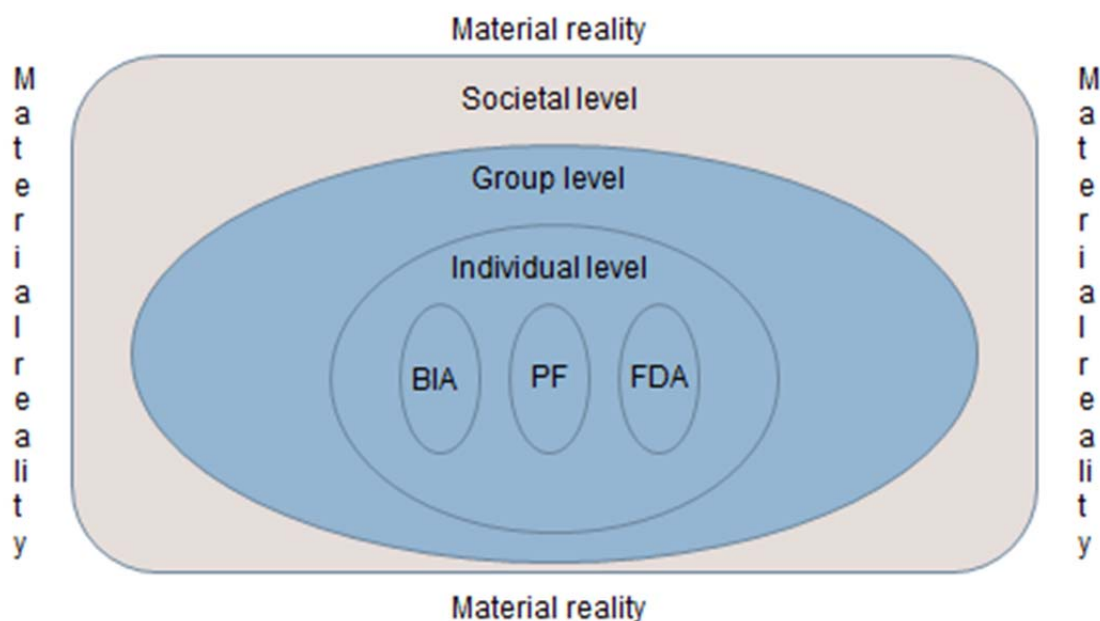 Material reality
Material reality
Material reality
Societal level
Group level
Individual level
BIA PF FDA
Material reality